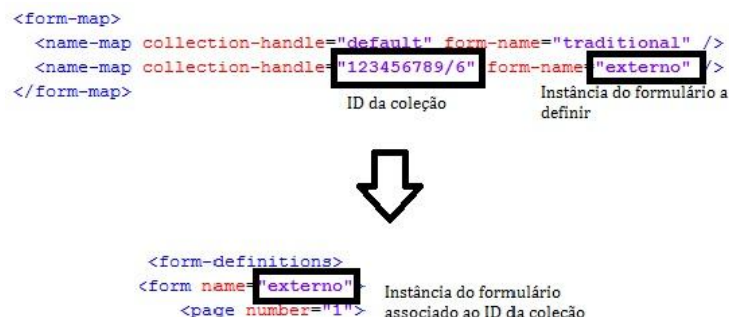 <form-map>
<name-map collection-handle="default" form-name="traditional" />
<name-map collection-handle="123456789/6" form-name="externo" />
</form-map>
ID da coleção
Instância do formulário a
definir
<form-definitions>
<form name="externo">
Instância do formulário
<page number="1">
associado ao ID da coleção